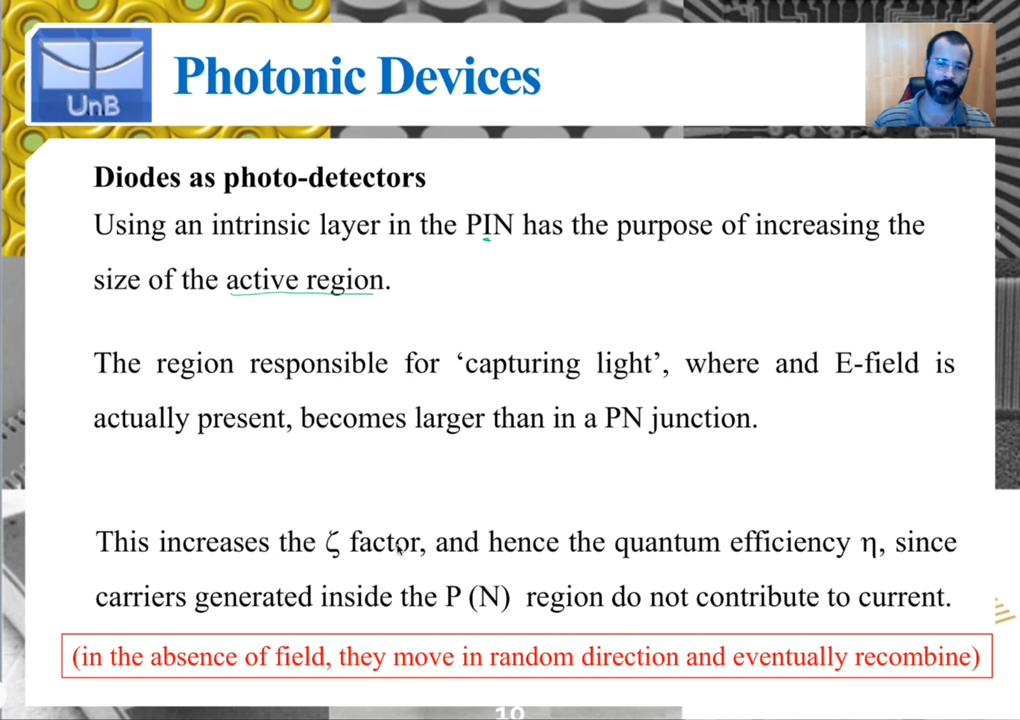 UnB
Photonic Devices
Diodes as photo-detectors
Using an intrinsic layer in the PIN has the purpose of increasing the
size of the active region.
The region responsible for ‘capturing light’, where and E-field is
actually present, becomes larger than in a PN junction.
This increases the ζ factor, and hence the quantum efficiency η, since
carriers generated inside the P (N) region do not contribute to current.
(in the absence of field, they move in random direction and eventually recombine)
10